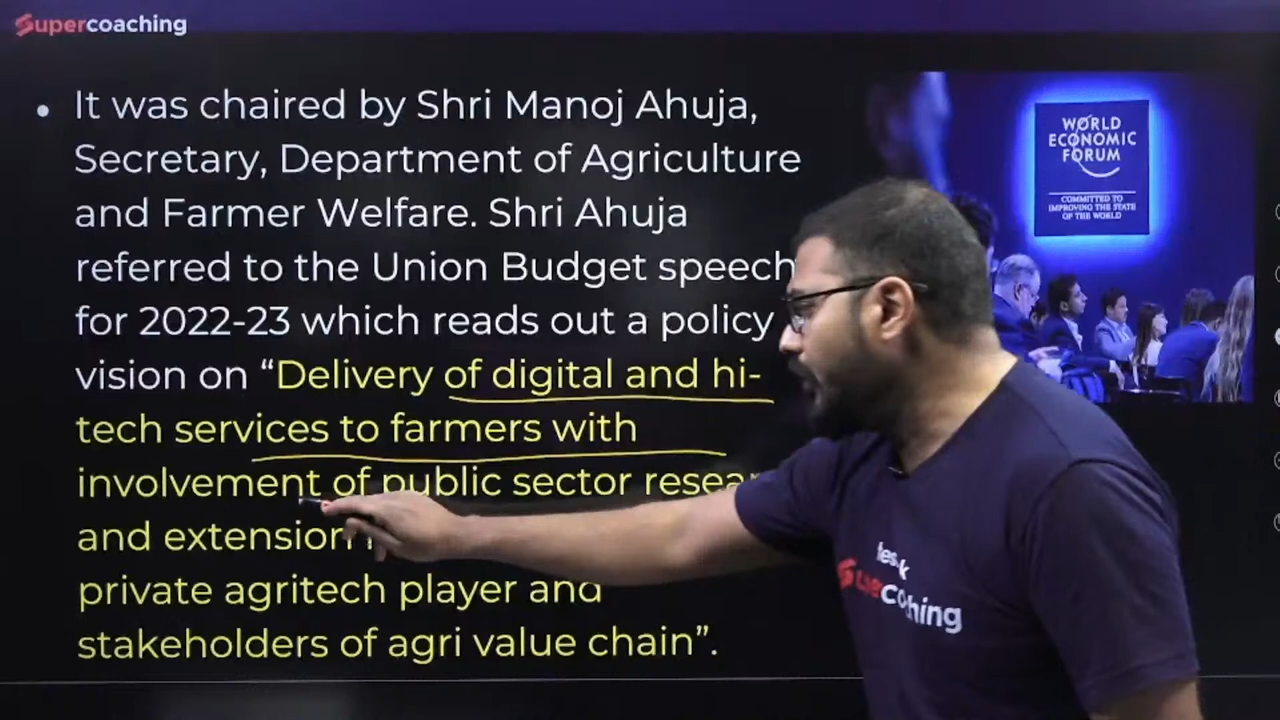 Supercoaching
• It was chaired by Shri Manoj Ahuja,
Secretary, Department of Agriculture
and Farmer Welfare. Shri Ahuja
referred to the Union Budget speech
for 2022-23 which reads out a policy
vision on “Delivery of digital and hi-
tech services to farmers with
involvement of public sector
and extension
private agritech player and
stakeholders of agri value chain”.
WORLD
ECONOMIC
FORUM
COMMITTED TO
IMPROVING THE STATE
OF THE WORLD
Supercoaching